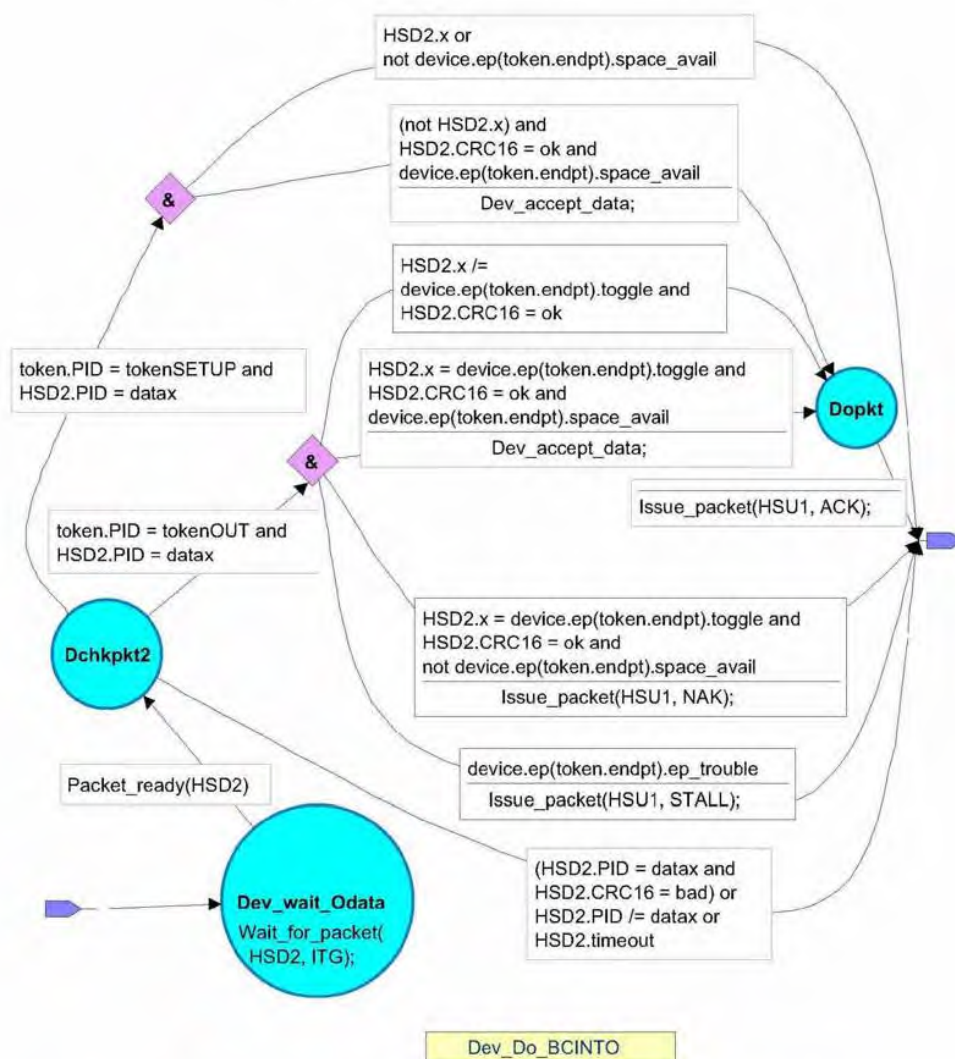 HSD2.x or
not device.ep(token.endpt).space_avail
(not HSD2.x) and
HSD2.CRC16 = ok and
device.ep(token.endpt).space_avail
Dev_accept_data;
&
HSD2.x /=
device.ep(token.endpt).toggle and
HSD2.CRC16 = ok
token.PID = tokenSETUP and
HSD2.PID = datax
HSD2.x = device.ep(token.endpt).toggle and
HSD2.CRC16 = ok and
device.ep(token.endpt).space_avail
Dev_accept_data;
Dopkt
&
Issue_packet(HSU1, ACK);
token.PID = tokenOUT and
HSD2.PID = datax
HSD2.x = device.ep(token.endpt).toggle and
HSD2.CRC16 = ok and
not device.ep(token.endpt).space_avail
Issue_packet(HSU1, NAK);
Dchkpkt2
device.ep(token.endpt).ep_trouble
Issue_packet(HSU1, STALL);
Packet_ready(HSD2)
(HSD2.PID = datax and
HSD2.CRC16 = bad) or
HSD2.PID /= datax or
HSD2.timeout
Dev_wait_Odata
Wait_for_packet(
HSD2, ITG);
Dev_Do_BCINTO